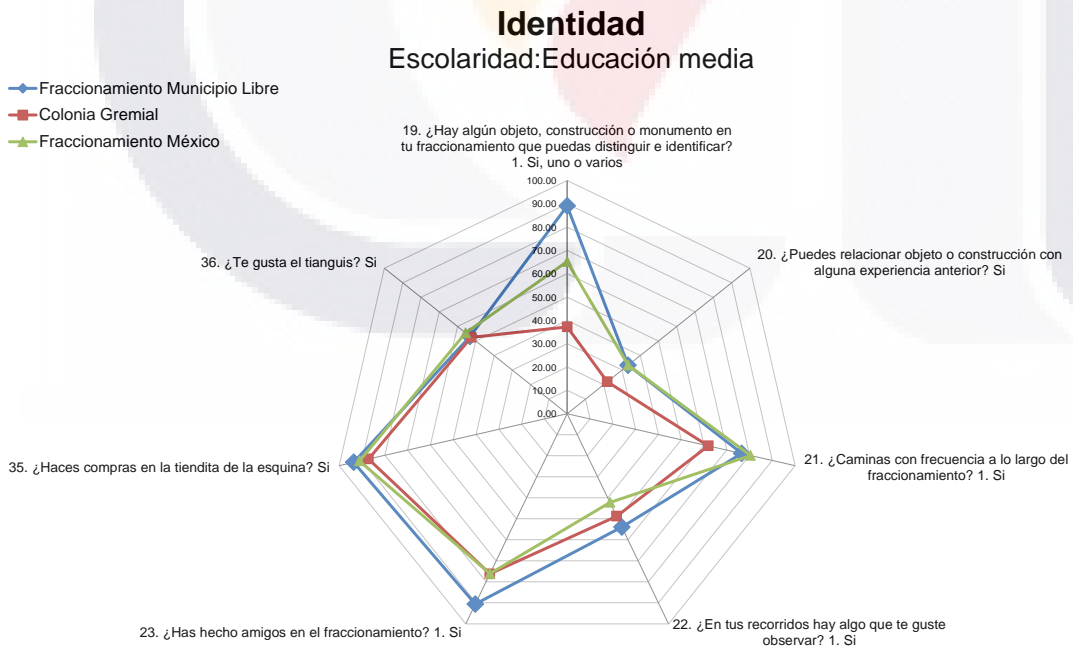 Identidad
Escolaridad:Educación media
Fraccionamiento Municipio Libre
Colonia Gremial
Fraccionamiento México
19. ¿Hay algún objeto, construcción o monumento en
tu fraccionamiento que puedas distinguir e identificar?
1. Si, uno o varios
100.00
90.00
80.00
70.00
60.00
50.00
40.00
30.00
20.00
10.00
0.00
20. ¿Puedes relacionar objeto o construcción con
alguna experiencia anterior? Si
21. ¿Caminas con frecuencia a lo largo del
fraccionamiento? 1. Si
22. ¿En tus recorridos hay algo que te guste
observar? 1. Si
23. ¿Has hecho amigos en el fraccionamiento? 1. Si
35. ¿Haces compras en la tiendita de la esquina? Si
36. ¿Te gusta el tianguis? Si